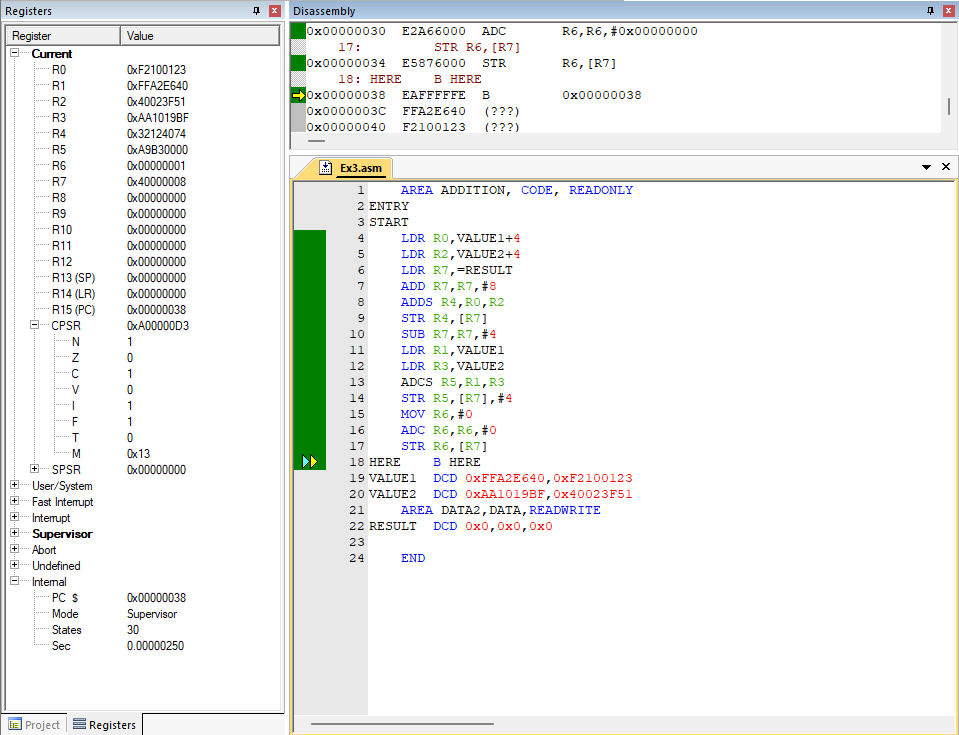 Registers
Register Value
Current
R0 0xF2100123
R1 0xFFA2E640
R2 0x40023F51
R3 0xAA1019BF
R4 0x32124074
R5 0xA9B30000
R6 0x00000001
R7 0x40000008
R8 0x00000000
R9 0x00000000
R10 0x00000000
R11 0x00000000
R12 0x00000000
R13 (SP) 0x00000000
R14 (LR) 0x00000000
R15 (PC) 0x00000038
CPSR 0xA00000D3
N 1
Z 0
C 1
V 0
I 1
F 1
T 0
M 0x13
SPSR 0x00000000
User/System
Fast Interrupt
Interrupt
Supervisor
Abort
Undefined
Internal
PC $ 0x00000038
Mode Supervisor
States 30
Sec 0.00000250
Project Registers
Disassembly
0x00000030 E2A66000 ADC R6,R6,#0x00000000
17: STR R6,[R7]
0x00000034 E5876000 STR R6,[R7]
18: HERE B HERE
0x00000038 EAFFFFFE B 0x00000038
0x0000003C FFA2E640 (???)
0x00000040 F2100123 (???)
Ex3.asm
1 AREA ADDITION, CODE, READONLY
2 ENTRY
3 START
4 LDR R0,VALUE1+4
5 LDR R2,VALUE2+4
6 LDR R7,=RESULT
7 ADD R7,R7,#8
8 ADDS R4,R0,R2
9 STR R4,[R7]
10 SUB R7,R7,#4
11 LDR R1,VALUE1
12 LDR R3,VALUE2
13 ADCS R5,R1,R3
14 STR R5,[R7],#4
15 MOV R6,#0
16 ADC R6,R6,#0
17 STR R6,[R7]
18 HERE B HERE
19 VALUE1 DCD 0xFFA2E640,0xF2100123
20 VALUE2 DCD 0xAA1019BF,0x40023F51
21 AREA DATA2,DATA,READWRITE
22 RESULT DCD 0x0,0x0,0x0
23
24 END